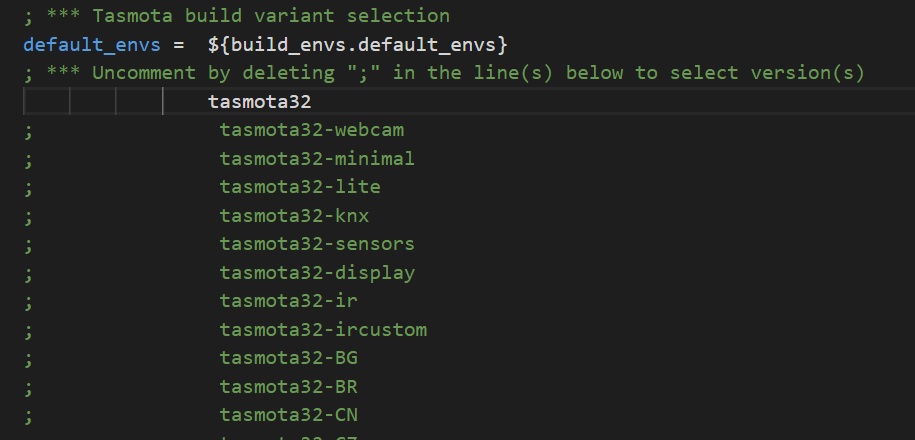 ; *** Tasmota build variant selection
default_envs =  ${build_envs.default_envs}
; *** Uncomment by deleting ";" in the line(s) below to select version(s)
tasmota32
; tasmota32-webcam
; tasmota32-minimal
; tasmota32-lite
; tasmota32-knx
; tasmota32-sensors
; tasmota32-display
; tasmota32-ir
; tasmota32-ircustom
; tasmota32-BG
; tasmota32-BR
; tasmota32-CN